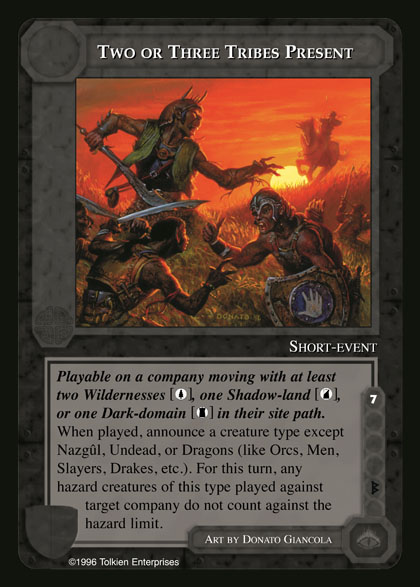 Two or Three Tribes Present
DONATO
Short-event
Playable on a company moving with at least
two Wildernesses [ ], one Shadow-land [ ],
or one Dark-domain [ ] in their site path.
7
When played, announce a creature type except
Nazgûl, Undead, or Dragons (like Orcs, Men,
Slayers, Drakes, etc.). For this turn, any
hazard creatures of this type played against
target company do not count against the
hazard limit.
Art by Donato Giancola
©1996 Tolkien Enterprises